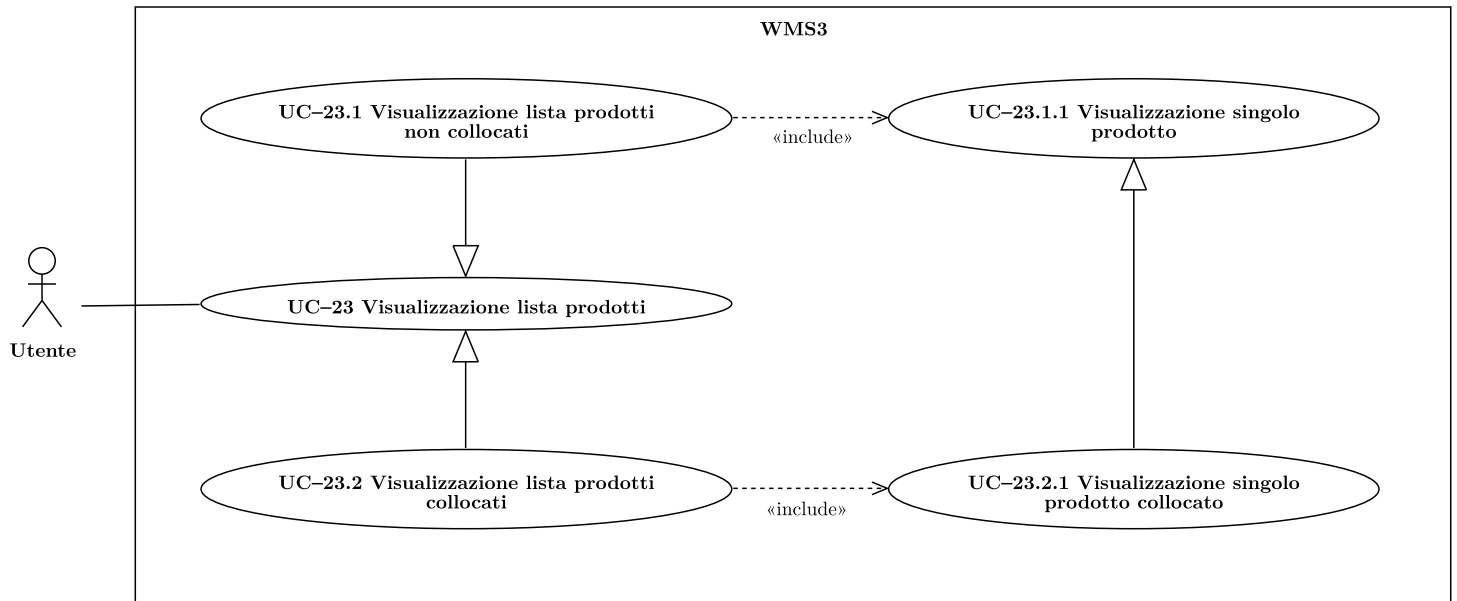 WMS3
UC–23.1 Visualizzazione lista prodotti
non collocati
UC–23.1.1 Visualizzazione singolo
prodotto
«include»
UC–23 Visualizzazione lista prodotti
Utente
UC–23.2 Visualizzazione lista prodotti
collocati
UC–23.2.1 Visualizzazione singolo
prodotto collocato
«include»